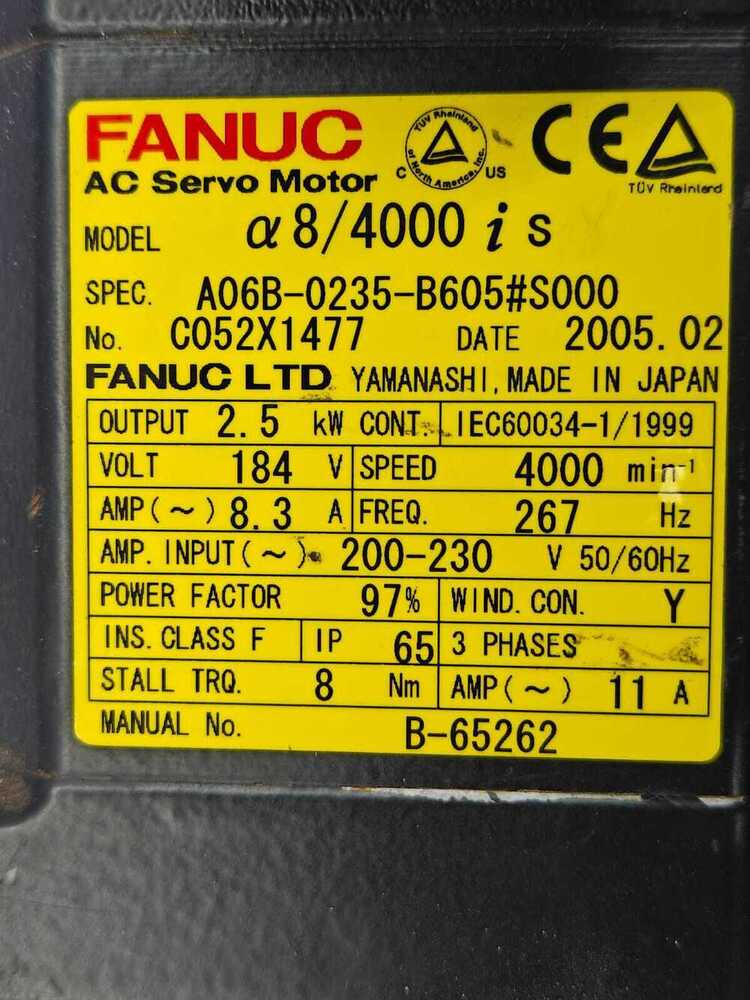 FANUC
TÜV Rheinland
of North America, Inc.
C US
CE
TÜV Rheinland
AC Servo Motor
MODEL α8/4000 i s
SPEC. A06B-0235-B605#S000
No. C052X1477 DATE 2005.02
FANUC LTD YAMANASHI, MADE IN JAPAN
OUTPUT 2.5 kW CONT. IEC60034-1/1999
VOLT 184 V SPEED 4000 min-1
AMP(~) 8.3 A FREQ. 267 Hz
AMP. INPUT(~) 200-230 V 50/60Hz
POWER FACTOR 97% WIND. CON. Y
INS. CLASS F IP 65 3 PHASES
STALL TRQ. 8 Nm AMP(~) 11 A
MANUAL No. B-65262